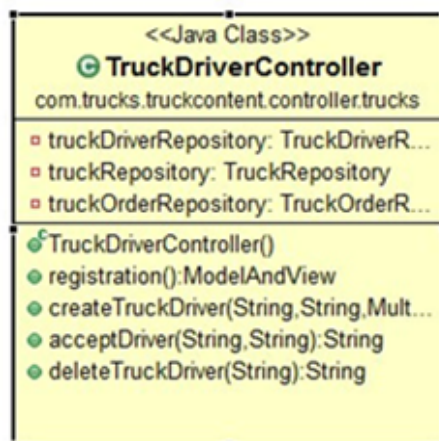 <<Java Class>>
TruckDriverController
com.trucks.truckcontent.controller.trucks
truckDriverRepository: TruckDriverR...
truckRepository: TruckRepository
truckOrderRepository: TruckOrderR...
TruckDriverController()
registration():ModelAndView
createTruckDriver(String,String,Mult...
acceptDriver(String,String):String
deleteTruckDriver(String):String